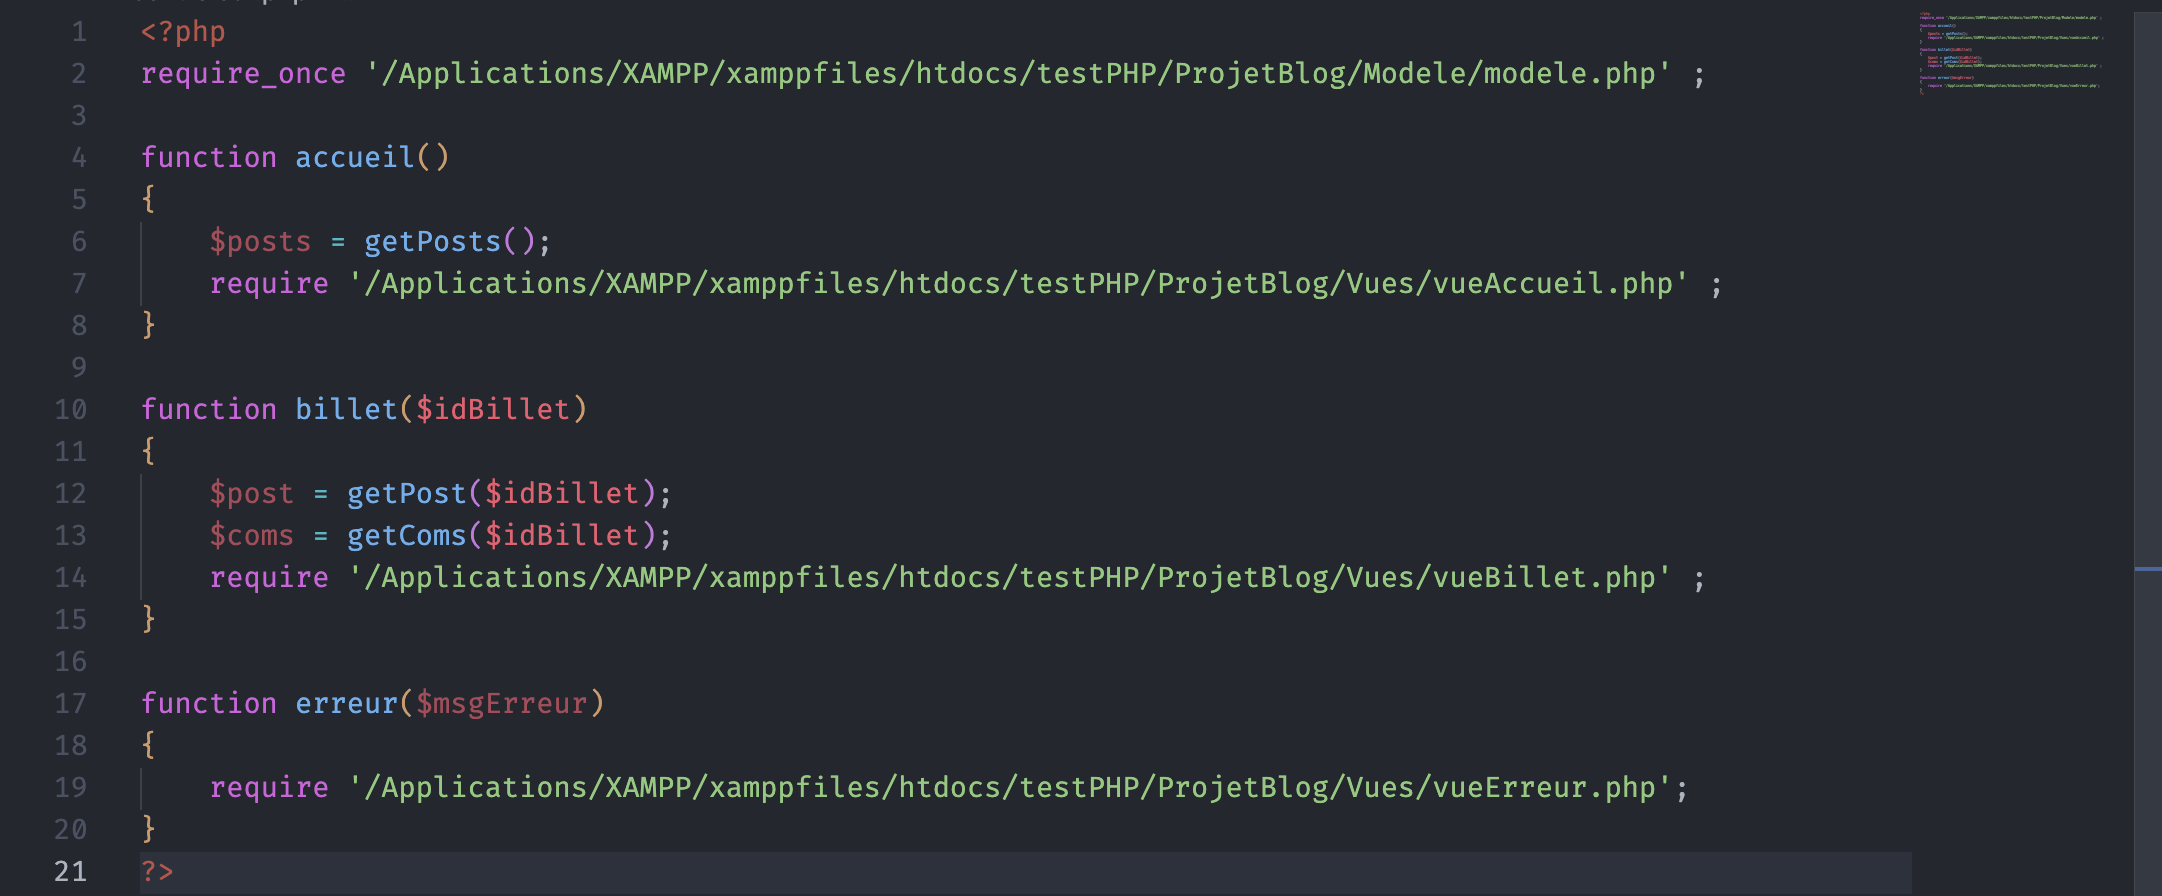 1 <?php
2 require_once '/Applications/XAMPP/xamppfiles/htdocs/testPHP/ProjetBlog/Modele/modele.php' ;
3
4 function accueil()
5 {
6     $posts = getPosts();
7     require '/Applications/XAMPP/xamppfiles/htdocs/testPHP/ProjetBlog/Vues/vueAccueil.php' ;
8 }
9
10 function billet($idBillet)
11 {
12     $post = getPost($idBillet);
13     $coms = getComs($idBillet);
14     require '/Applications/XAMPP/xamppfiles/htdocs/testPHP/ProjetBlog/Vues/vueBillet.php' ;
15 }
16
17 function erreur($msgErreur)
18 {
19     require '/Applications/XAMPP/xamppfiles/htdocs/testPHP/ProjetBlog/Vues/vueErreur.php';
20 }
21 ?>